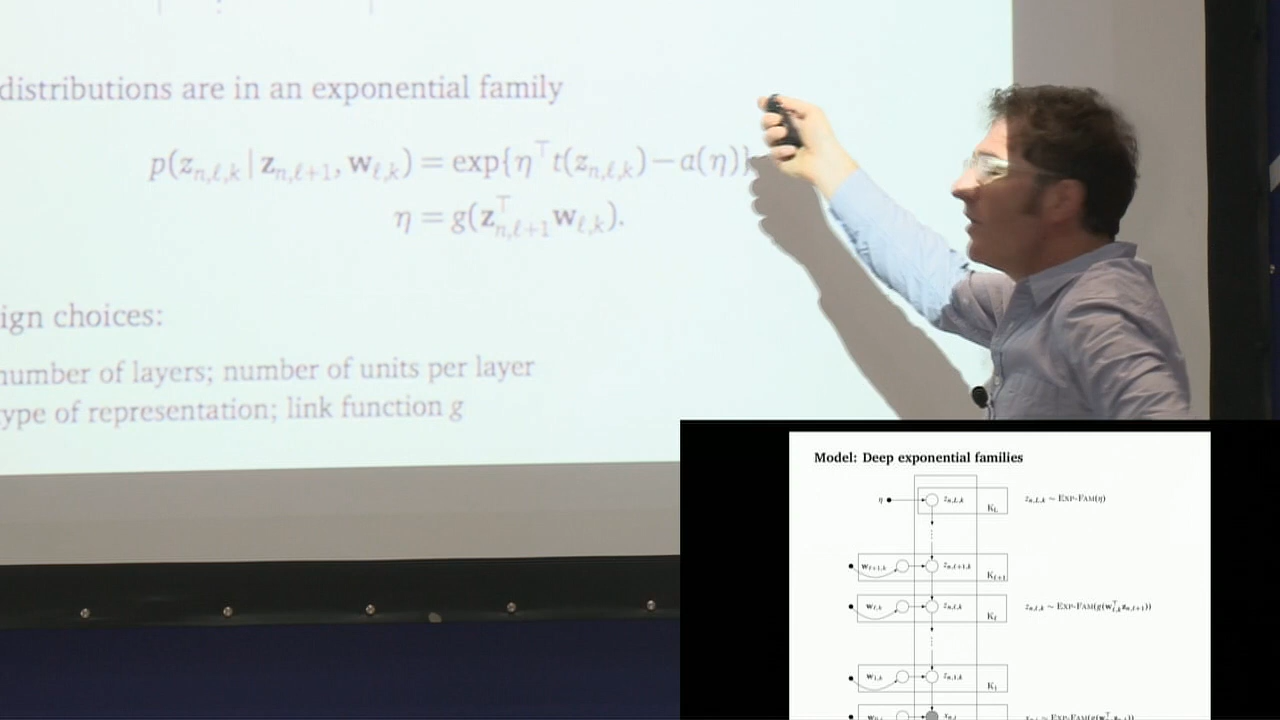 distributions are in an exponential family
p(z_{n,ℓ,k} | z_{n,ℓ+1}, w_{ℓ,k}) = exp{η^⊤ t(z_{n,ℓ,k}) − a(η)}
η = g(z^⊤_{n,ℓ+1} w_{ℓ,k}).
ign choices:
number of layers; number of units per layer
ype of representation; link function g
Model: Deep exponential families
η z_{n,L,k} K_L z_{n,L,k} ∼ EXP-FAM(η)
w_{ℓ+1,k} z_{n,ℓ+1,k} K_{ℓ+1}
w_{ℓ,k} z_{n,ℓ,k} K_ℓ z_{n,ℓ,k} ∼ EXP-FAM(g(w^⊤_{ℓ,k} z_{n,ℓ+1}))
w_{1,k} z_{n,1,k} K_1